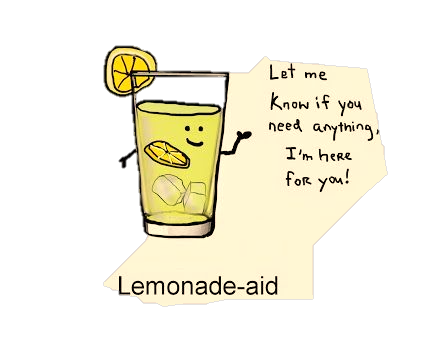 Let me
Know if you
need anything,
I'm here
for you!
Lemonade-aid